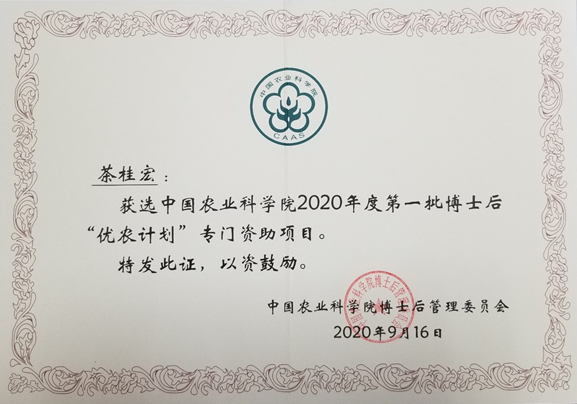 中国农业科学院
CAAS
茶桂宏：
获选中国农业科学院2020年度第一批博士后
“优农计划”专门资助项目。
特发此证，以资鼓励。
中国农业科学院博士后管理委员会
2020年9月16日